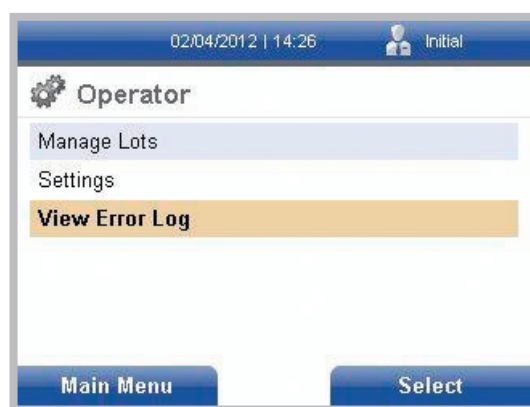 02/04/2012 | 14:26 Initial
Operator
Manage Lots
Settings
View Error Log
Main Menu Select